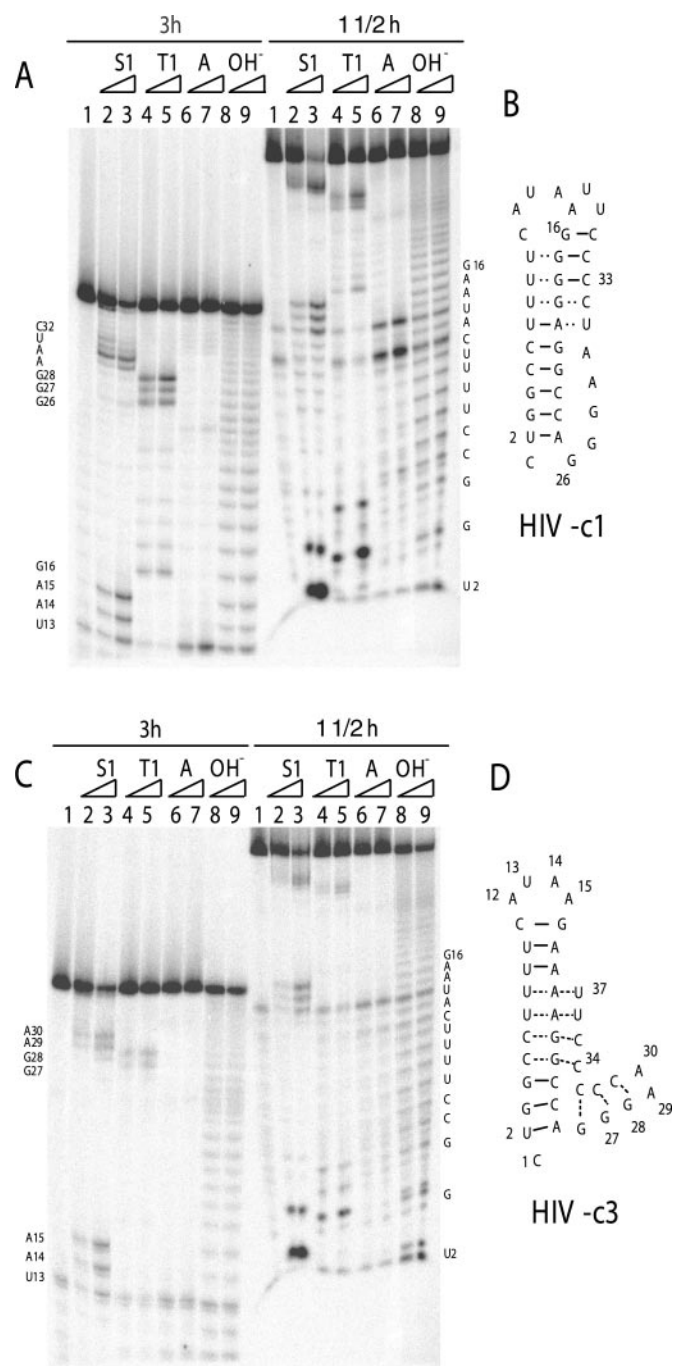 3h 1 1/2 h
A S1 T1 A OH⁻ S1 T1 A OH⁻
1 2 3 4 5 6 7 8 9 1 2 3 4 5 6 7 8 9
C32
U
A
A
G28
G27
G26
G16
A15
A14
U13
G16
A
A
U
A
C
U
U
U
U
C
C
G
G
U2
B
U A U
A A U
C 16 G C
U G C
U G C 33
U G C
U A U
C G A
C G A
G C G
G C G
2 U A G
C G
26
HIV -c1
3h 1 1/2 h
C S1 T1 A OH⁻ S1 T1 A OH⁻
1 2 3 4 5 6 7 8 9 1 2 3 4 5 6 7 8 9
A30
A29
G28
G27
A15
A14
U13
G16
A
A
U
A
C
U
U
U
U
C
C
G
G
U2
D
13 14
12 U A 15
A A
C G
U A
U A
U A U 37
U A U
C G C
C G C 34
G C C C C A 30
G C A 29
2 U A G G G 28
27
1 C
HIV -c3